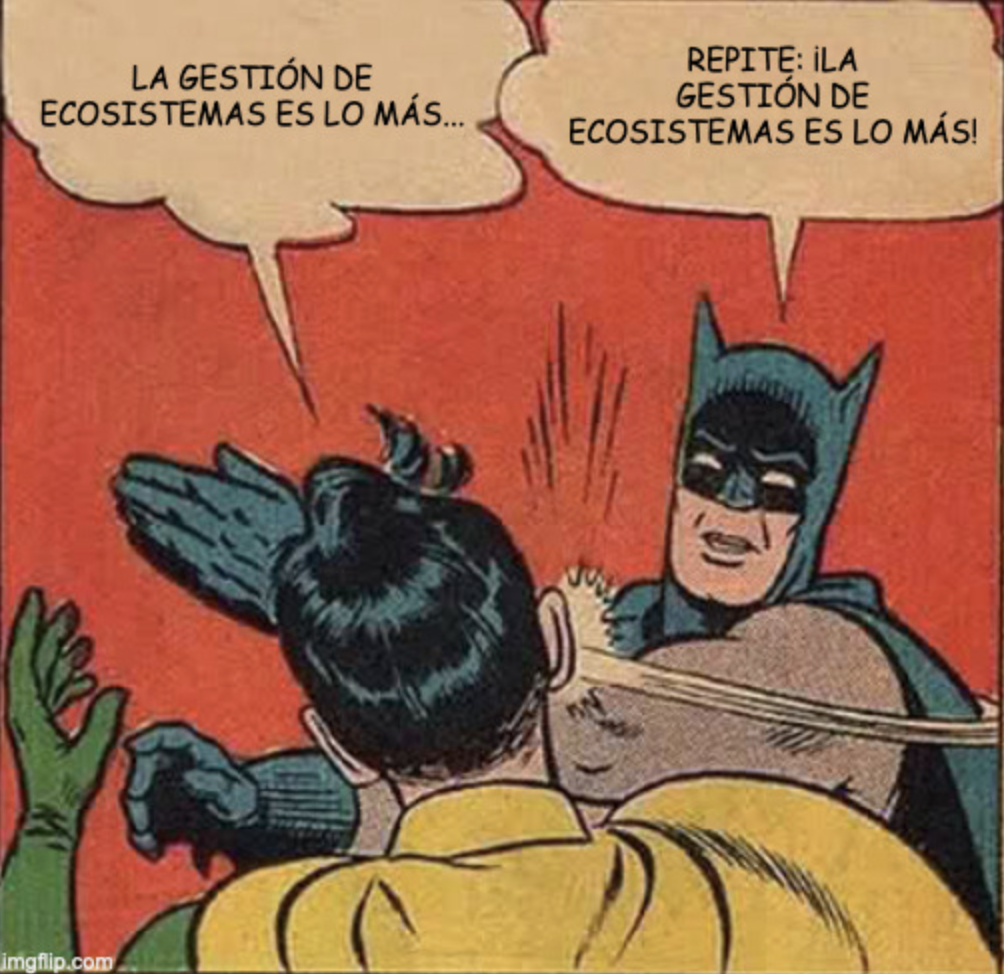 LA GESTIÓN DE
ECOSISTEMAS ES LO MÁS...
REPITE: ¡LA
GESTIÓN DE
ECOSISTEMAS ES LO MÁS!
imgflip.com